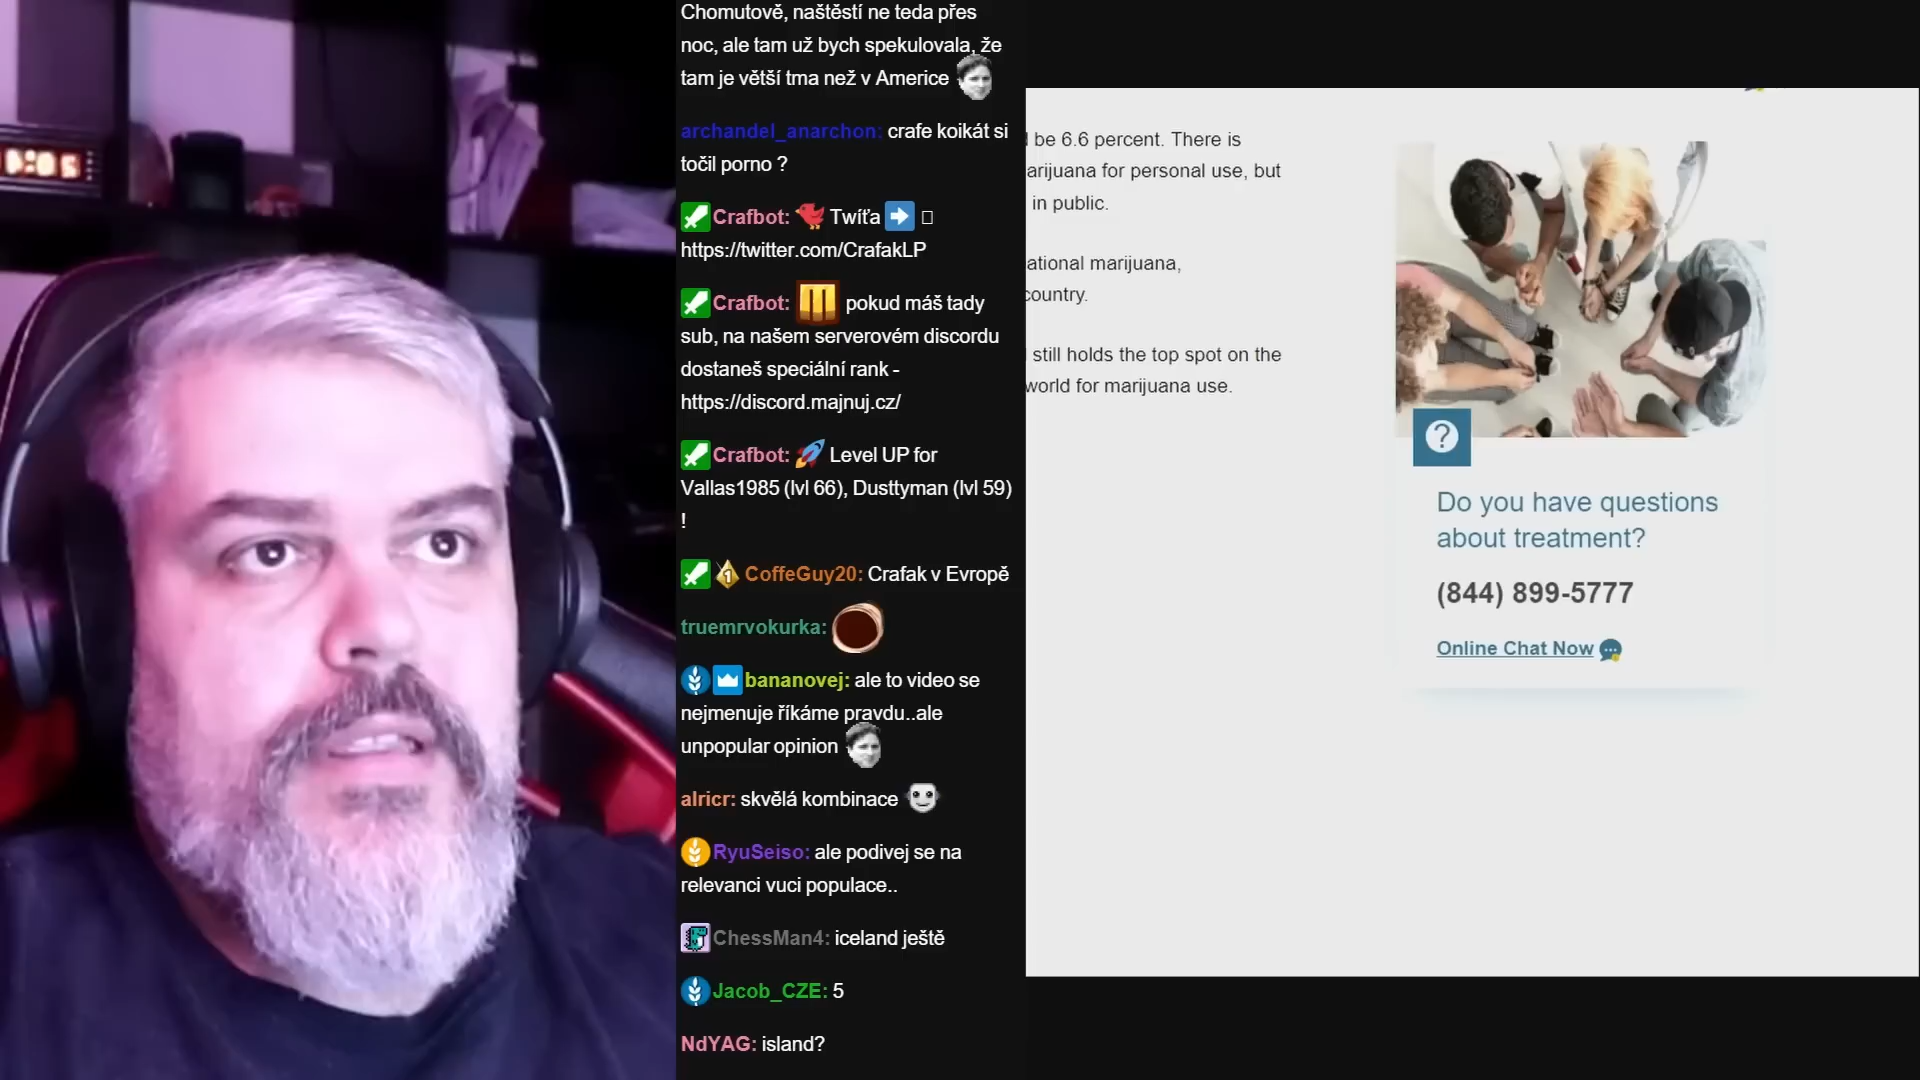 Chomutově, naštěstí ne teda přes
noc, ale tam už bych spekulovala, že
tam je větší tma než v Americe
archandel_anarchon: crafe koikát si
točil porno ?
Crafbot: Twíťa
https://twitter.com/CrafakLP
Crafbot: pokud máš tady
sub, na našem serverovém discordu
dostaneš speciální rank -
https://discord.majnuj.cz/
Crafbot: Level UP for
Vallas1985 (lvl 66), Dusttyman (lvl 59)
!
CoffeGuy20: Crafak v Evropě
truemrvokurka:
bananovej: ale to video se
nejmenuje říkáme pravdu..ale
unpopular opinion
alricr: skvělá kombinace
RyuSeiso: ale podivej se na
relevanci vuci populace..
ChessMan4: iceland ještě
Jacob_CZE: 5
NdYAG: island?
be 6.6 percent. There is
arijuana for personal use, but
in public.
ational marijuana,
country.
still holds the top spot on the
world for marijuana use.
Do you have questions
about treatment?
(844) 899-5777
Online Chat Now